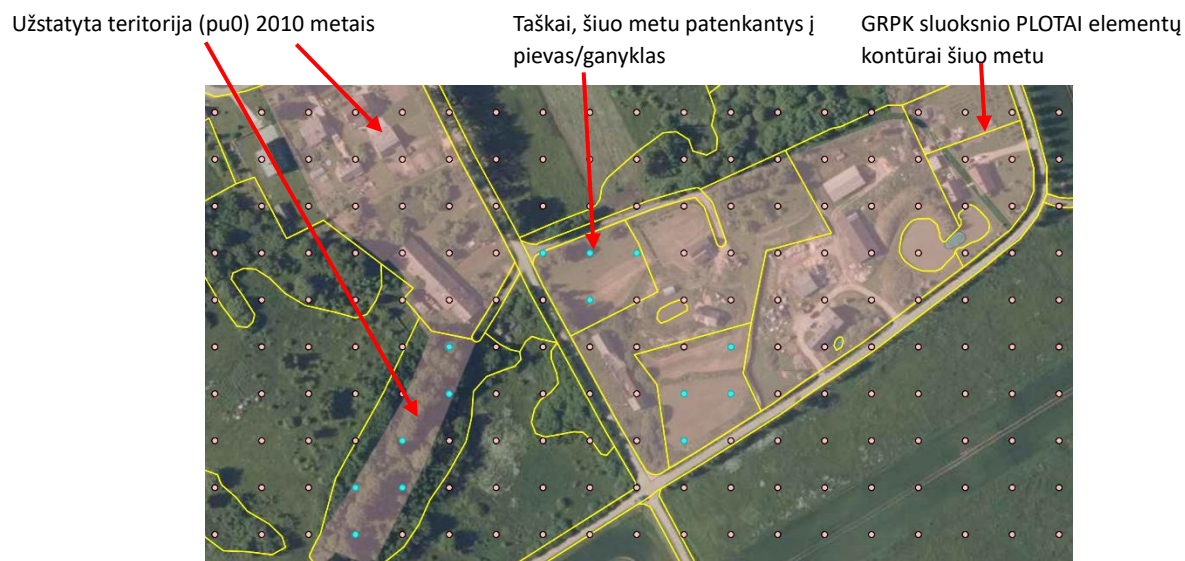 Užstatyta teritorija (pu0) 2010 metais
Taškai, šiuo metu patenkantys į
pievas/ganyklas
GRPK sluoksnio PLOTAI elementų
kontūrai šiuo metu